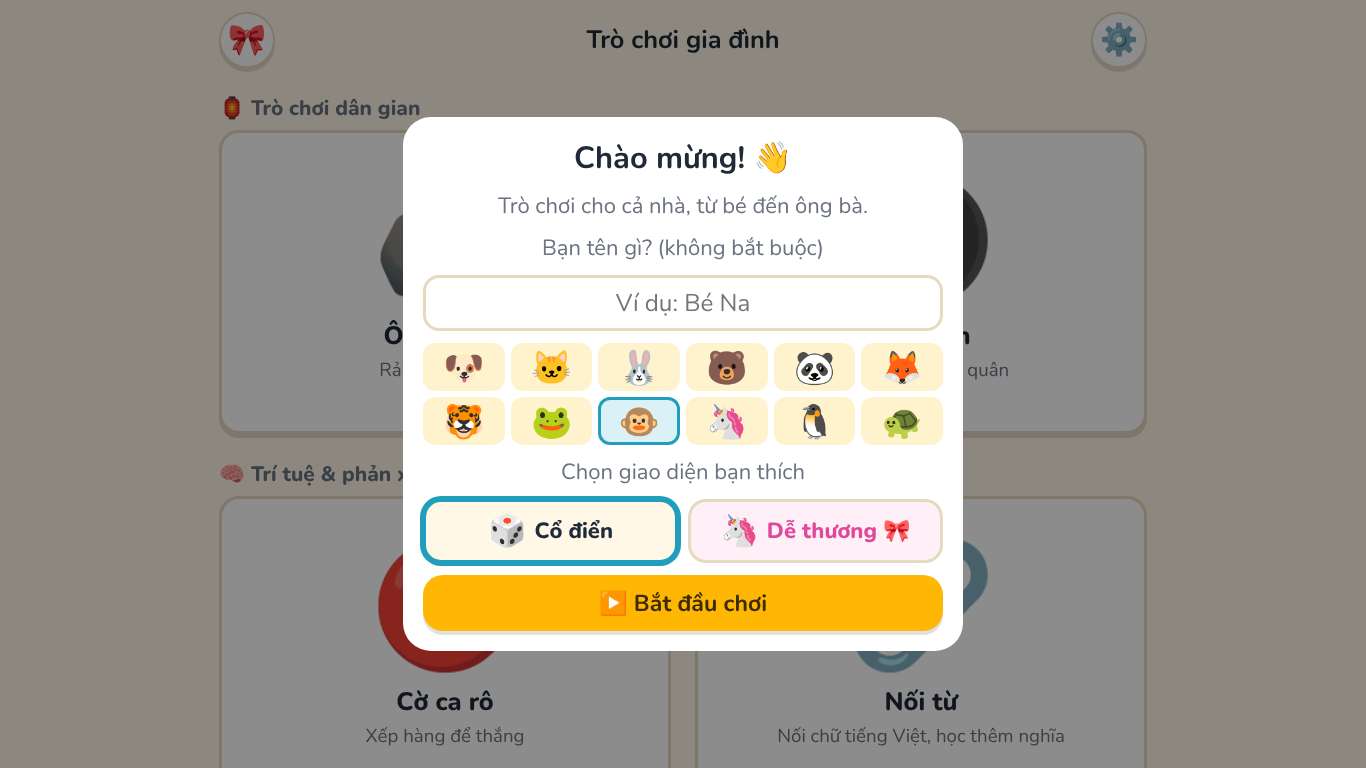 Trò chơi gia đình
Trò chơi dân gian
Chào mừng!
Trò chơi cho cả nhà, từ bé đến ông bà.
Bạn tên gì? (không bắt buộc)
Ví dụ: Bé Na
quân
Trí tuệ & phản
Chọn giao diện bạn thích
Cổ điển
Dễ thương
Bắt đầu chơi
Cờ ca rô
Nối từ
Xếp hàng để thắng
Nối chữ tiếng Việt, học thêm nghĩa